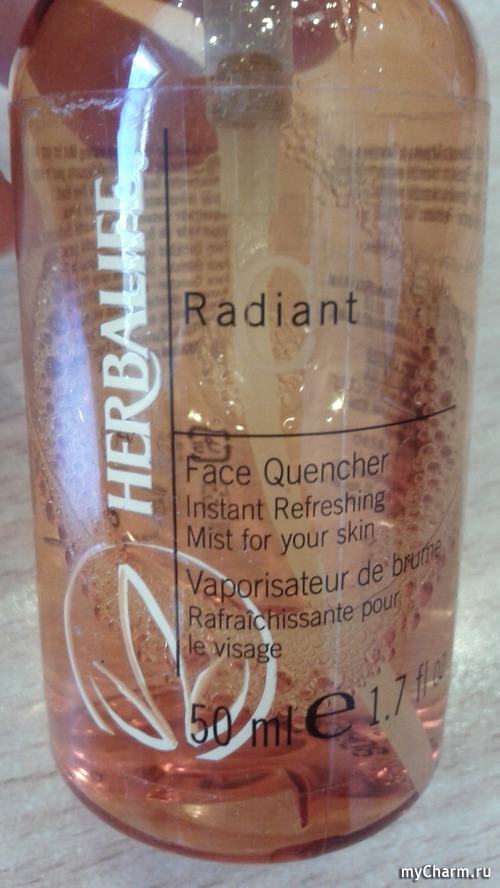 HERBALIFE
Radiant
Face Quencher
Instant Refreshing
Mist for your skin
Vaporisateur de brume
Rafraîchissante pour
le visage
50 ml e 1.7 fl oz
myCharm.ru